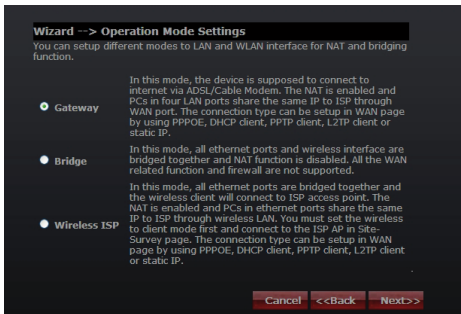 Wizard --> Operation Mode Settings
You can setup different modes to LAN and WLAN interface for NAT and bridging
function.
In this mode, the device is supposed to connect to
internet via ADSL/Cable Modem. The NAT is enabled and
PCs in four LAN ports share the same IP to ISP through
Gateway
WAN port. The connection type can be setup in WAN page
by using PPPOE, DHCP client, PPTP client, L2TP client or
static IP.
In this mode, all ethernet ports and wireless interface are
Bridge
bridged together and NAT function is disabled. All the WAN
related function and firewall are not supported.
In this mode, all ethernet ports are bridged together and
the wireless client will connect to ISP access point. The
NAT is enabled and PCs in ethernet ports share the same
Wireless ISP
IP to ISP through wireless LAN. You must set the wireless
to client mode first and connect to the ISP AP in Site-
Survey page. The connection type can be setup in WAN
page by using PPPOE, DHCP client, PPTP client, L2TP client
or static IP.
Cancel <<Back Next>>